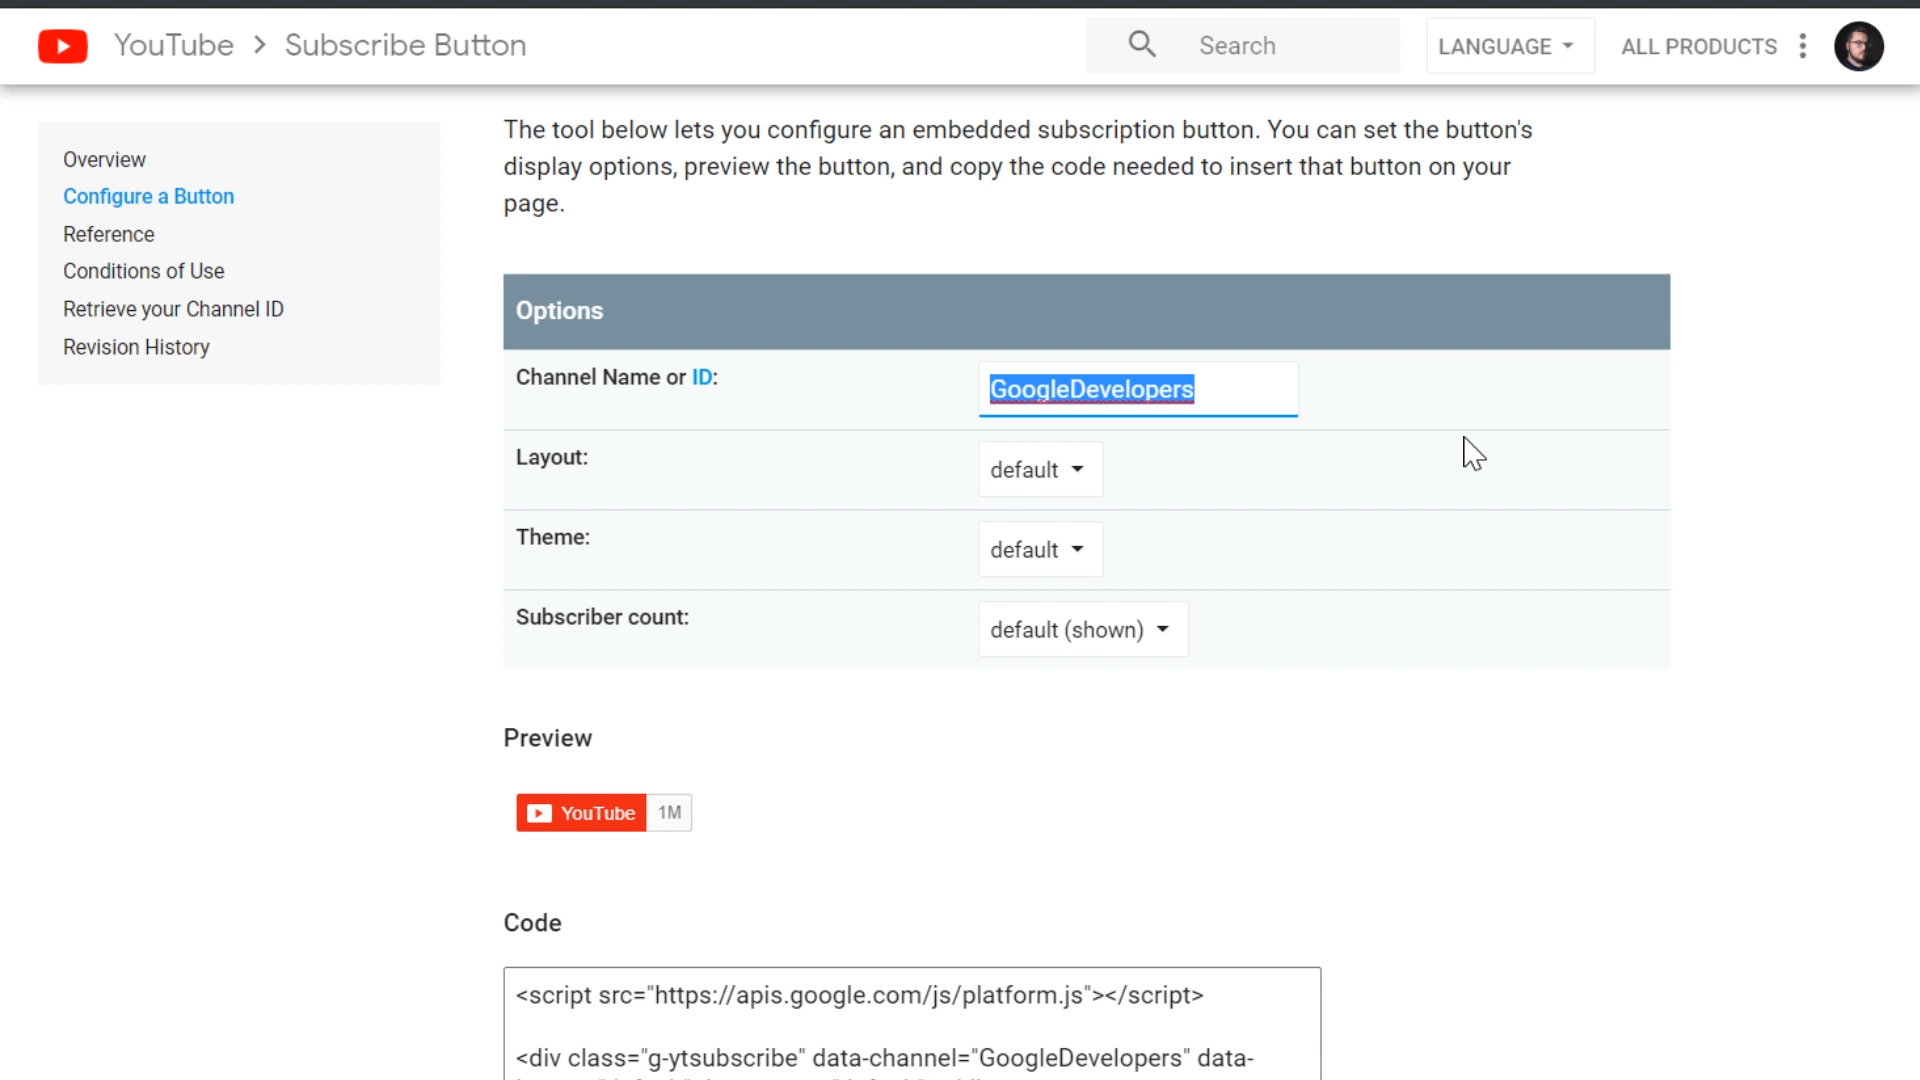 YouTube > Subscribe Button
Search
LANGUAGE
ALL PRODUCTS
Overview
Configure a Button
Reference
Conditions of Use
Retrieve your Channel ID
Revision History
The tool below lets you configure an embedded subscription button. You can set the button's
display options, preview the button, and copy the code needed to insert that button on your
page.
Options
Channel Name or ID:
GoogleDevelopers
Layout:
default
Theme:
default
Subscriber count:
default (shown)
Preview
YouTube 1M
Code
<script src="https://apis.google.com/js/platform.js"></script>
<div class="g-ytsubscribe" data-channel="GoogleDevelopers" data-